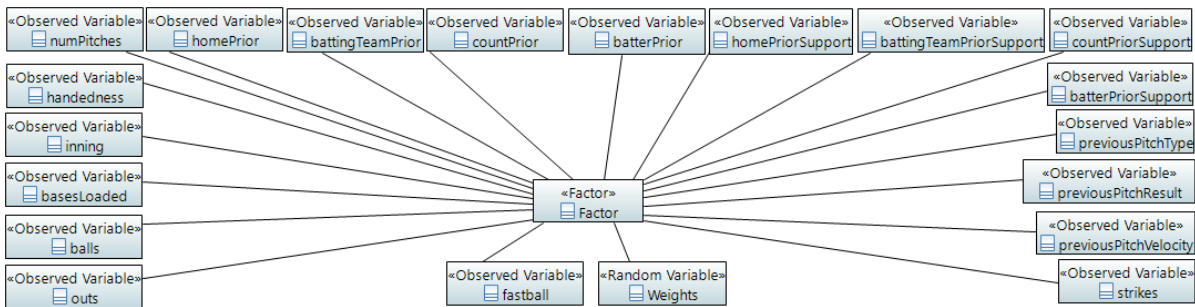 «Observed Variable»
numPitches
«Observed Variable»
homePrior
«Observed Variable»
battingTeamPrior
«Observed Variable»
countPrior
«Observed Variable»
batterPrior
«Observed Variable»
homePriorSupport
«Observed Variable»
battingTeamPriorSupport
«Observed Variable»
countPriorSupport
«Observed Variable»
handedness
«Observed Variable»
batterPriorSupport
«Observed Variable»
inning
«Observed Variable»
previousPitchType
«Observed Variable»
basesLoaded
«Factor»
Factor
«Observed Variable»
previousPitchResult
«Observed Variable»
balls
«Observed Variable»
previousPitchVelocity
«Observed Variable»
outs
«Observed Variable»
fastball
«Random Variable»
Weights
«Observed Variable»
strikes